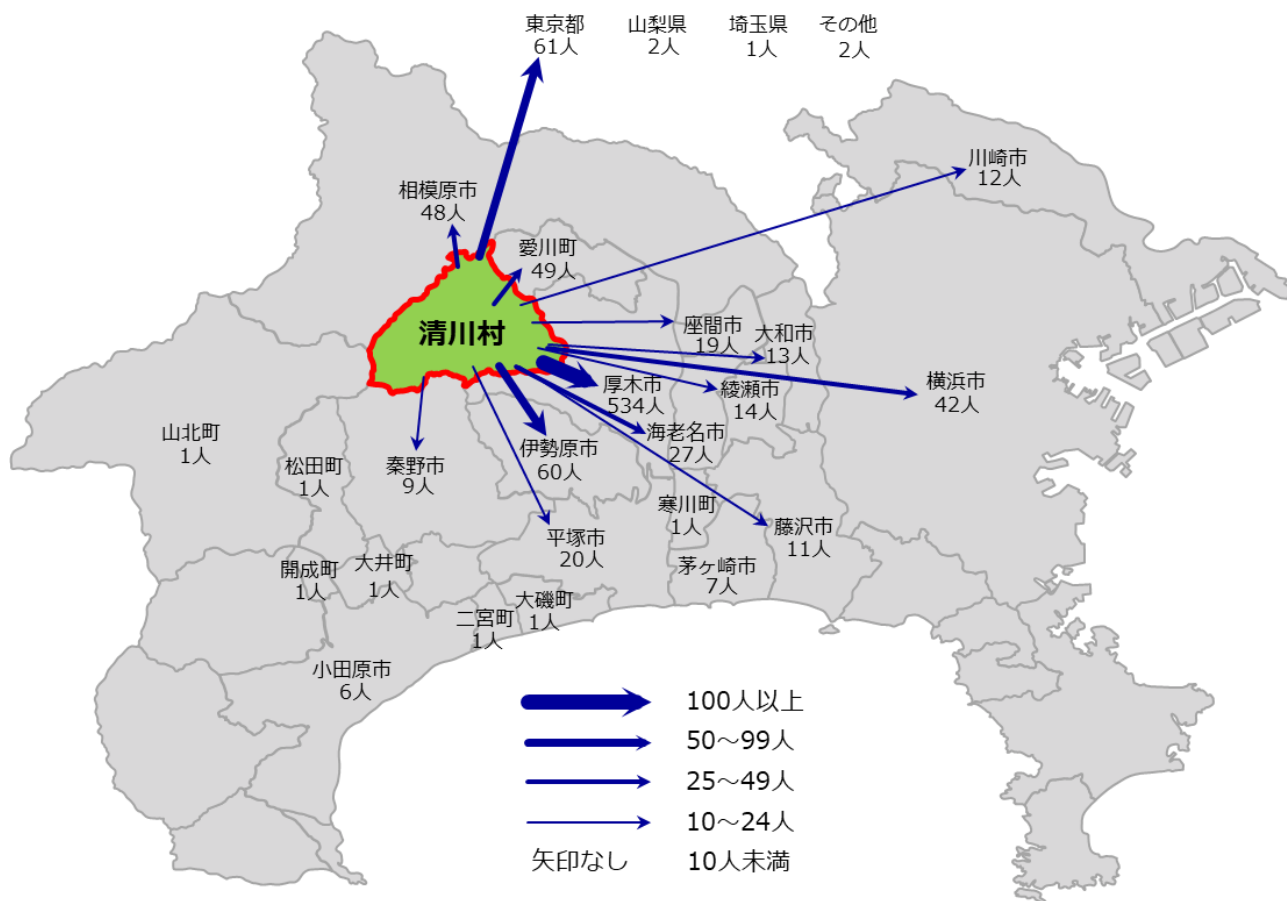 東京都
61人
山梨県
2人
埼玉県
1人
その他
2人
川崎市
12人
相模原市
48人
愛川町
49人
清川村
座間市
19人
大和市
13人
厚木市
534人
綾瀬市
14人
横浜市
42人
山北町
1人
松田町
1人
秦野市
9人
伊勢原市
60人
海老名市
27人
寒川町
1人
藤沢市
11人
平塚市
20人
茅ヶ崎市
7人
開成町
1人
大井町
1人
二宮町
1人
大磯町
1人
小田原市
6人
100人以上
50～99人
25～49人
10～24人
矢印なし 10人未満